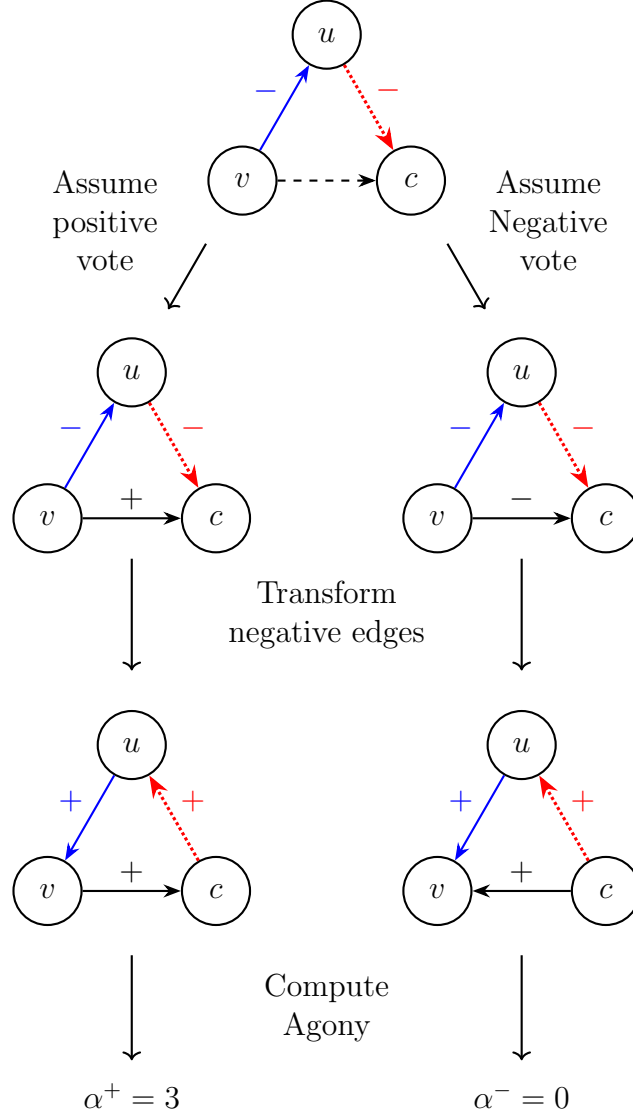 u
− −
v c
Assume
positive
vote
Assume
Negative
vote
u u
− − − −
v + c v − c
Transform
negative edges
u u
+ + + +
v + c v + c
Compute
Agony
α⁺ = 3 α⁻ = 0